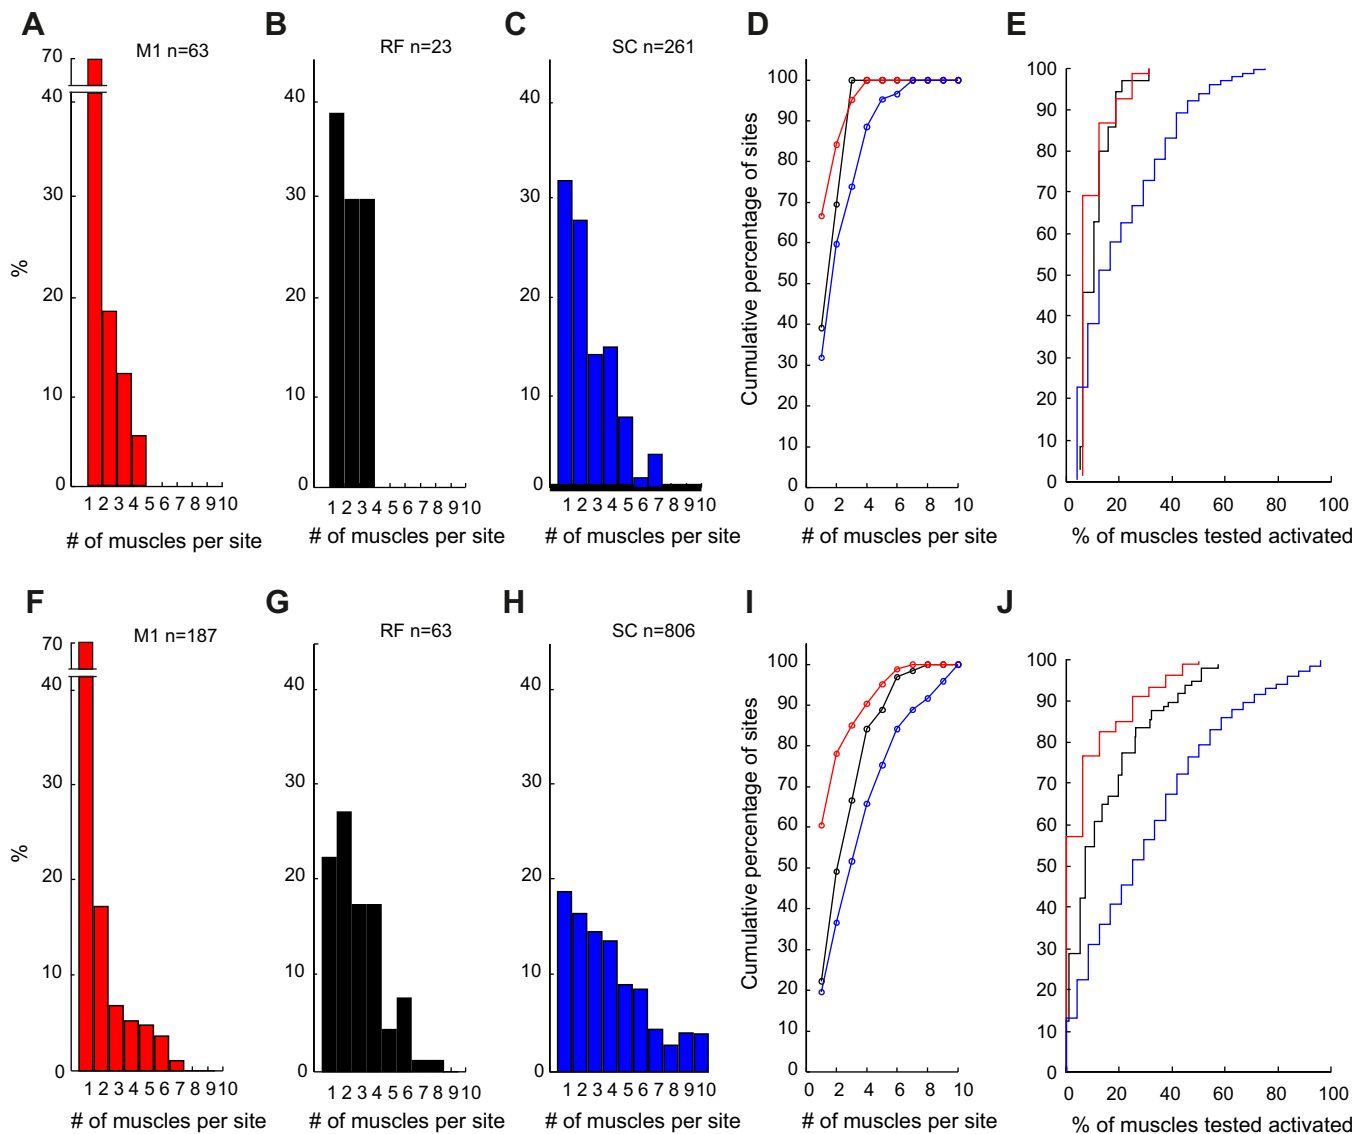 A
B
C
D
E
M1 n=63
RF n=23
SC n=261
70
40
30
20
10
0
%
1 2 3 4 5 6 7 8 9 10
# of muscles per site
40
30
20
10
0
1 2 3 4 5 6 7 8 9 10
# of muscles per site
40
30
20
10
0
1 2 3 4 5 6 7 8 9 10
# of muscles per site
Cumulative percentage of sites
100
90
80
70
60
50
40
30
20
10
0
0 2 4 6 8 10
# of muscles per site
100
90
80
70
60
50
40
30
20
10
0
0 20 40 60 80 100
% of muscles tested activated
F
G
H
I
J
M1 n=187
RF n=63
SC n=806
70
40
30
20
10
0
%
1 2 3 4 5 6 7 8 9 10
# of muscles per site
40
30
20
10
0
1 2 3 4 5 6 7 8 9 10
# of muscles per site
40
30
20
10
0
1 2 3 4 5 6 7 8 9 10
# of muscles per site
Cumulative percentage of sites
100
90
80
70
60
50
40
30
20
10
0
0 2 4 6 8 10
# of muscles per site
100
90
80
70
60
50
40
30
20
10
0
0 20 40 60 80 100
% of muscles tested activated